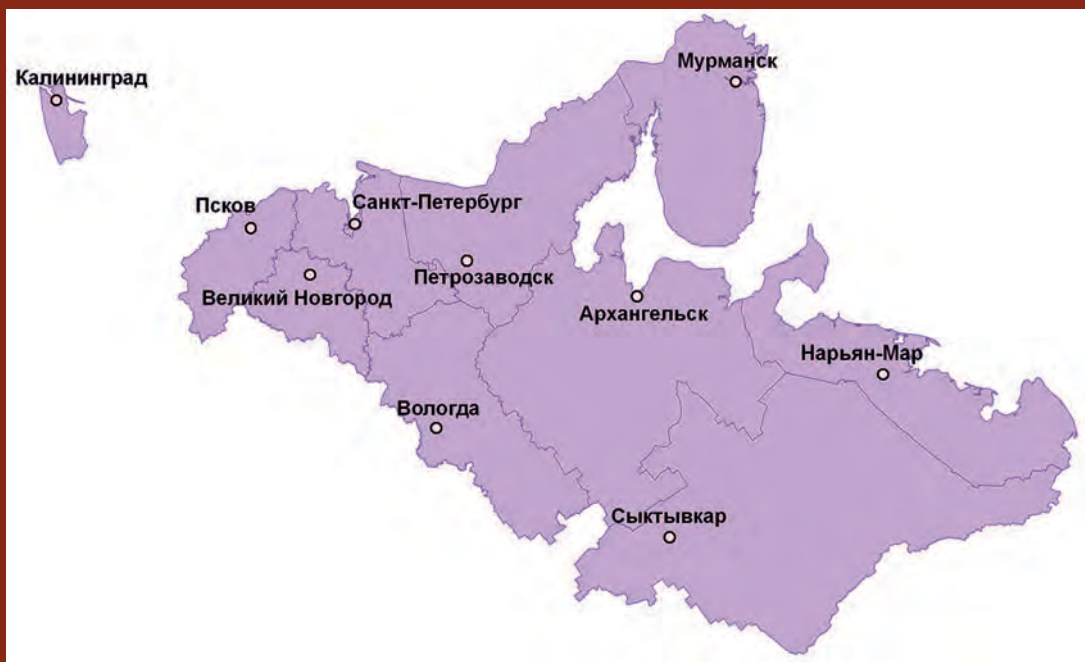 Мурманск
Калининград
Псков
Санкт-Петербург
Петрозаводск
Великий Новгород
Архангельск
Нарьян-Мар
Вологда
Сыктывкар